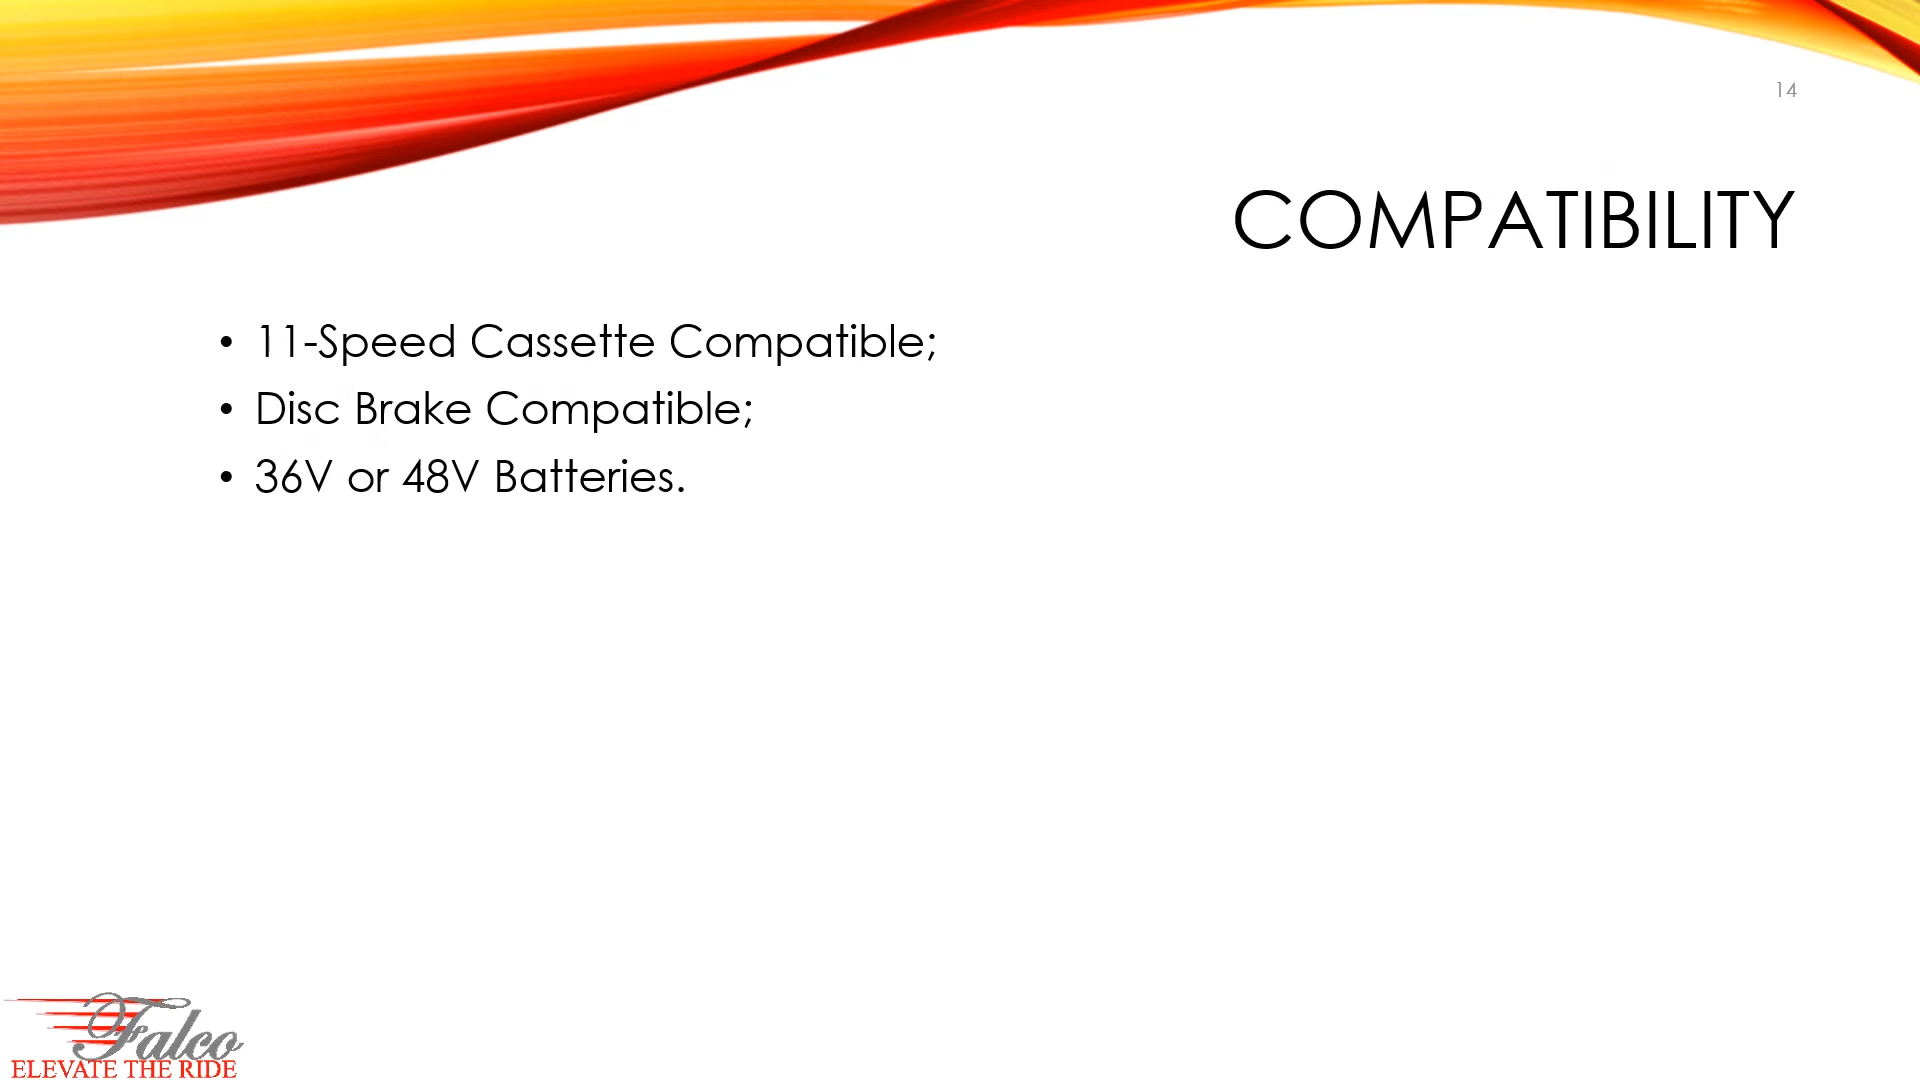 14
COMPATIBILITY
• 11-Speed Cassette Compatible;
• Disc Brake Compatible;
• 36V or 48V Batteries.
Falco
ELEVATE THE RIDE